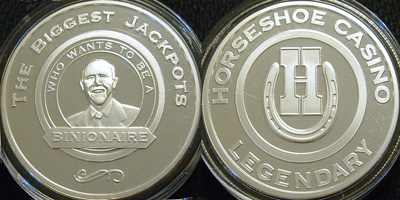 THE BIGGEST JACKPOTS
WHO WANTS TO BE A
BINIONAIRE
HORSESHOE CASINO
H
LEGENDARY